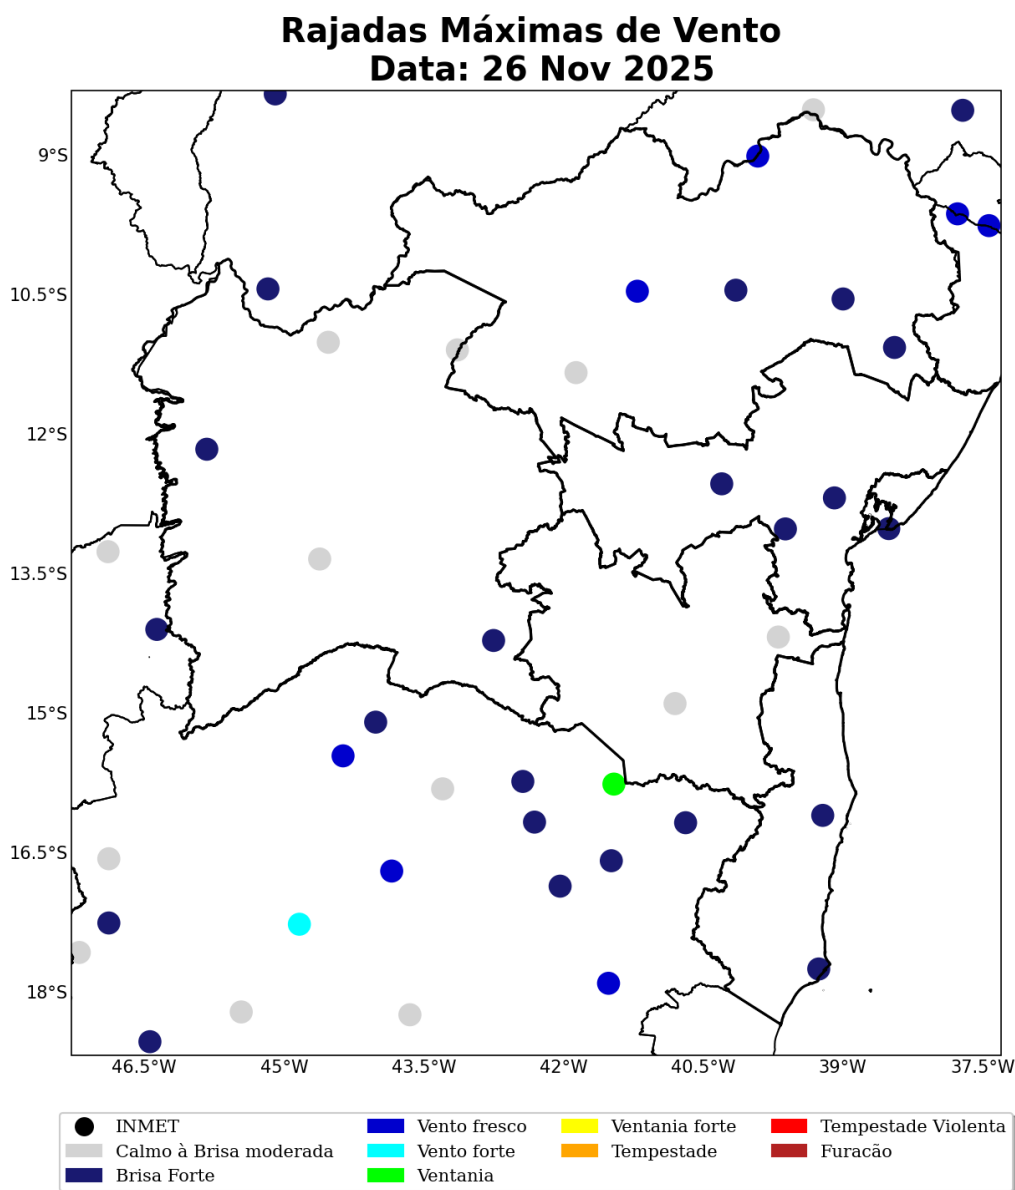 Rajadas Máximas de Vento
Data: 26 Nov 2025
9°S
10.5°S
12°S
13.5°S
15°S
16.5°S
18°S
46.5°W 45°W 43.5°W 42°W 40.5°W 39°W 37.5°W
INMET Vento fresco Ventania forte Tempestade Violenta
Calmo à Brisa moderada Vento forte Tempestade Furacão
Brisa Forte Ventania